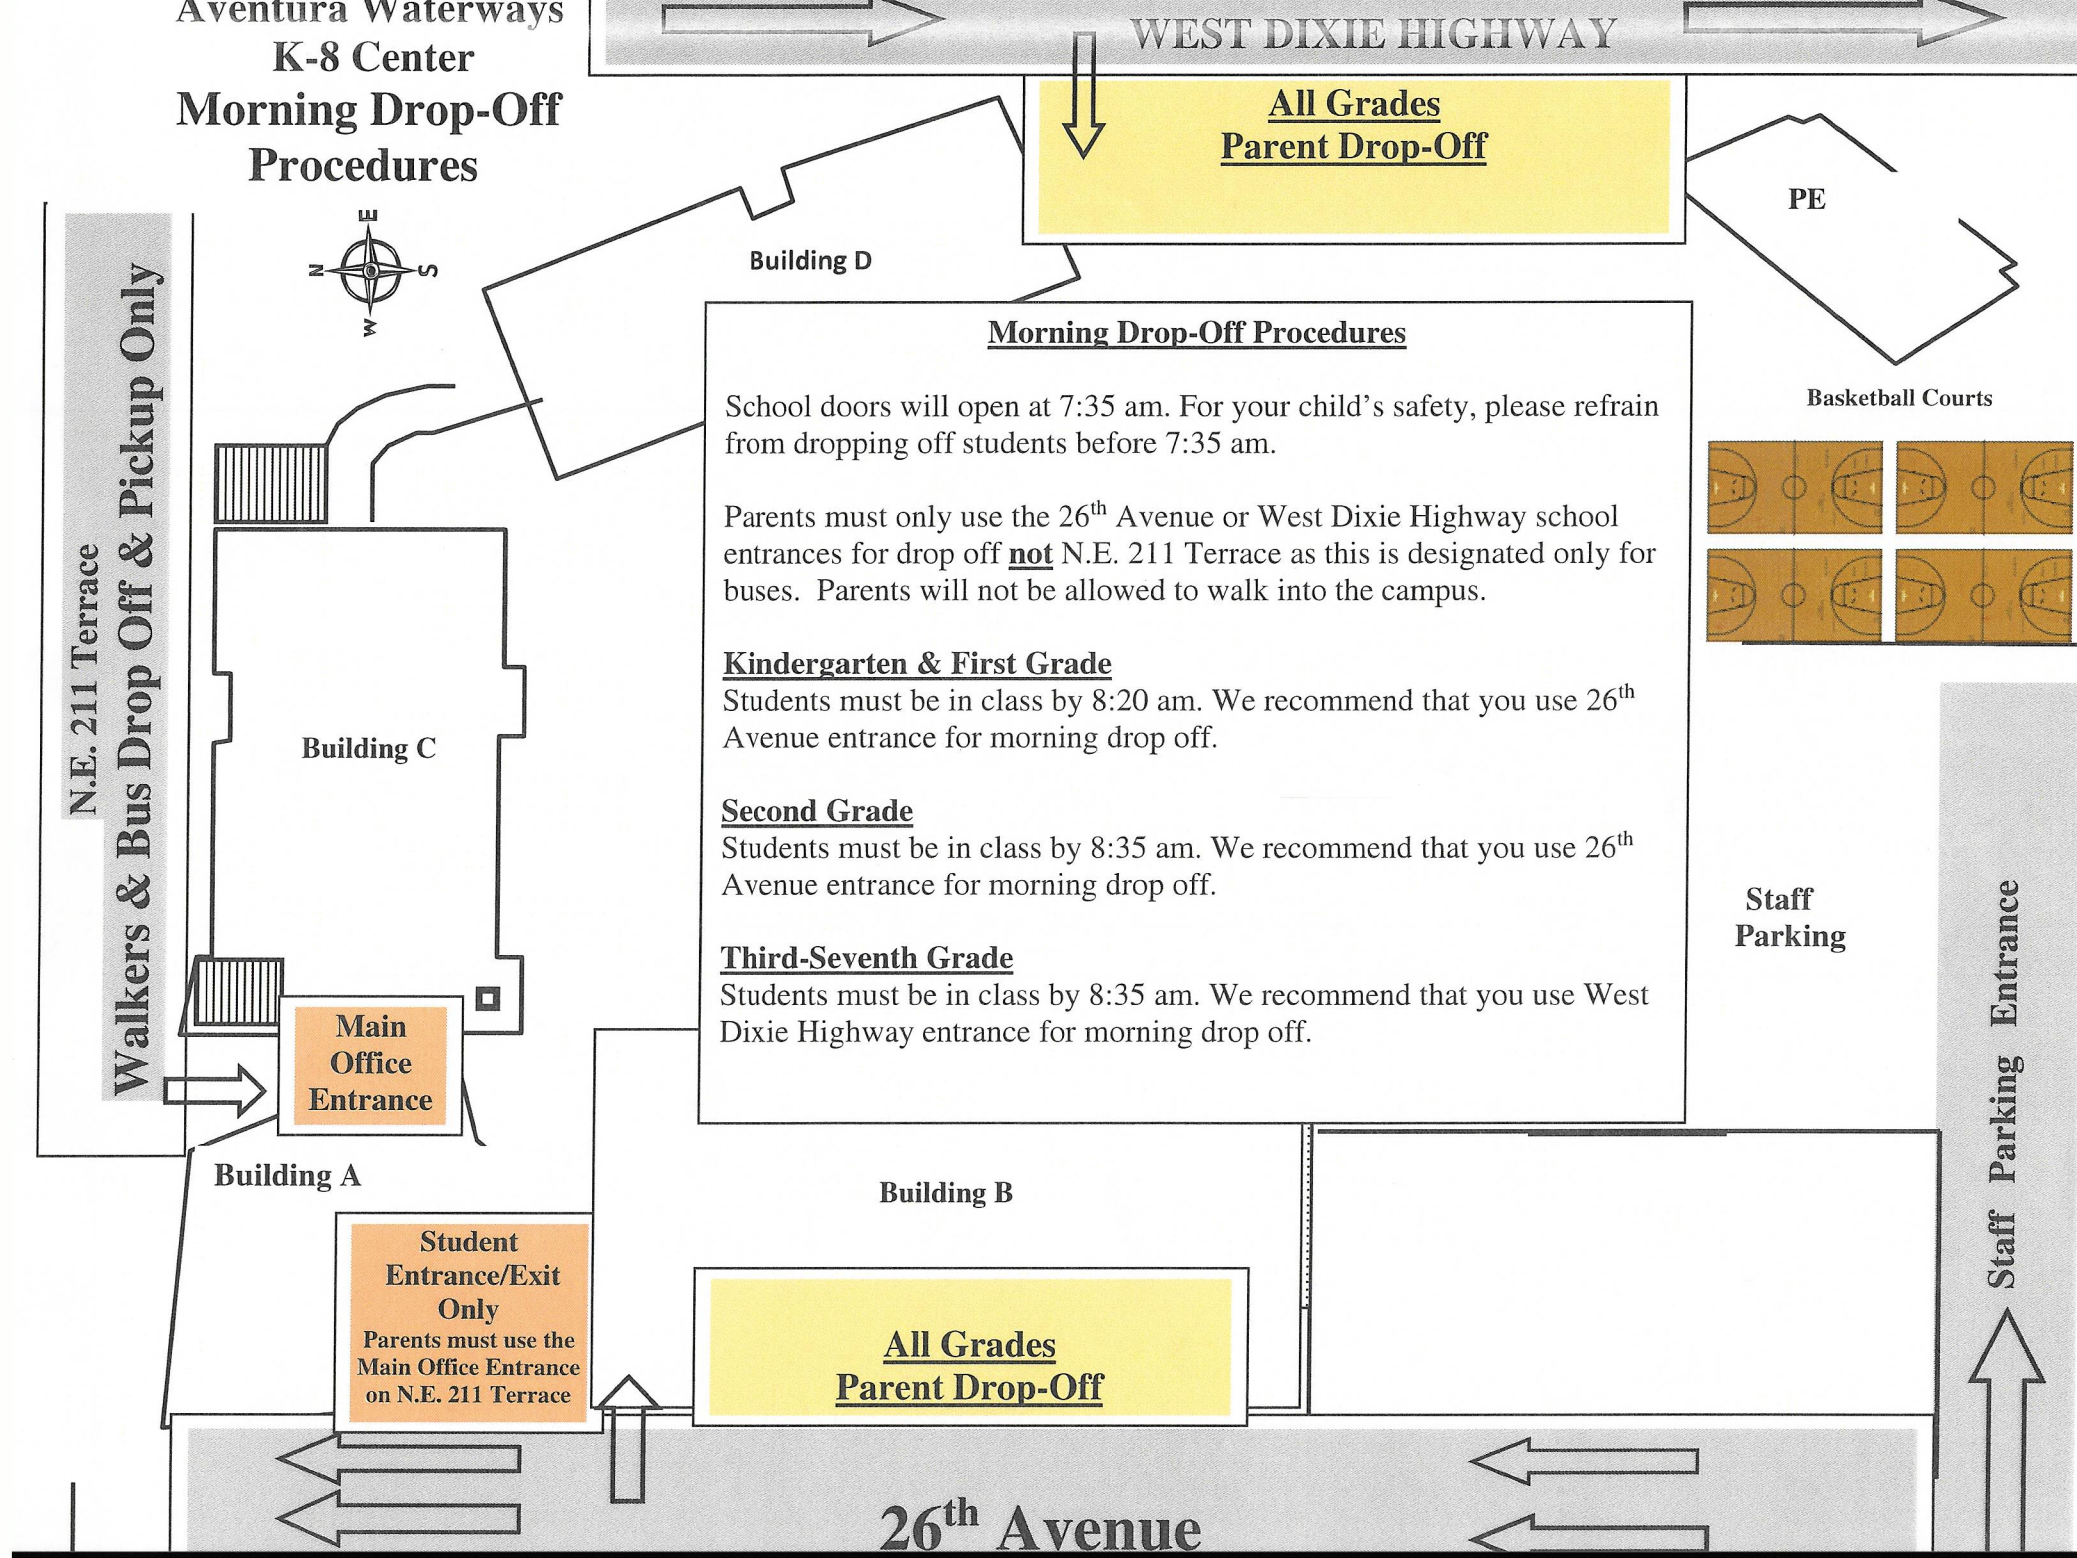 Aventura Waterways
K-8 Center
Morning Drop-Off
Procedures
WEST DIXIE HIGHWAY
All Grades
Parent Drop-Off
PE
E
N
S
W
Building D
N.E. 211 Terrace
Walkers & Bus Drop Off & Pickup Only
Morning Drop-Off Procedures
School doors will open at 7:35 am. For your child's safety, please refrain
from dropping off students before 7:35 am.
Parents must only use the 26th Avenue or West Dixie Highway school
entrances for drop off not N.E. 211 Terrace as this is designated only for
buses.  Parents will not be allowed to walk into the campus.
Kindergarten & First Grade
Students must be in class by 8:20 am. We recommend that you use 26th
Avenue entrance for morning drop off.
Second Grade
Students must be in class by 8:35 am. We recommend that you use 26th
Avenue entrance for morning drop off.
Third-Seventh Grade
Students must be in class by 8:35 am. We recommend that you use West
Dixie Highway entrance for morning drop off.
Basketball Courts
Building C
Staff
Parking
Staff Parking Entrance
Main
Office
Entrance
Building A
Building B
Student
Entrance/Exit
Only
Parents must use the
Main Office Entrance
on N.E. 211 Terrace
All Grades
Parent Drop-Off
26th Avenue